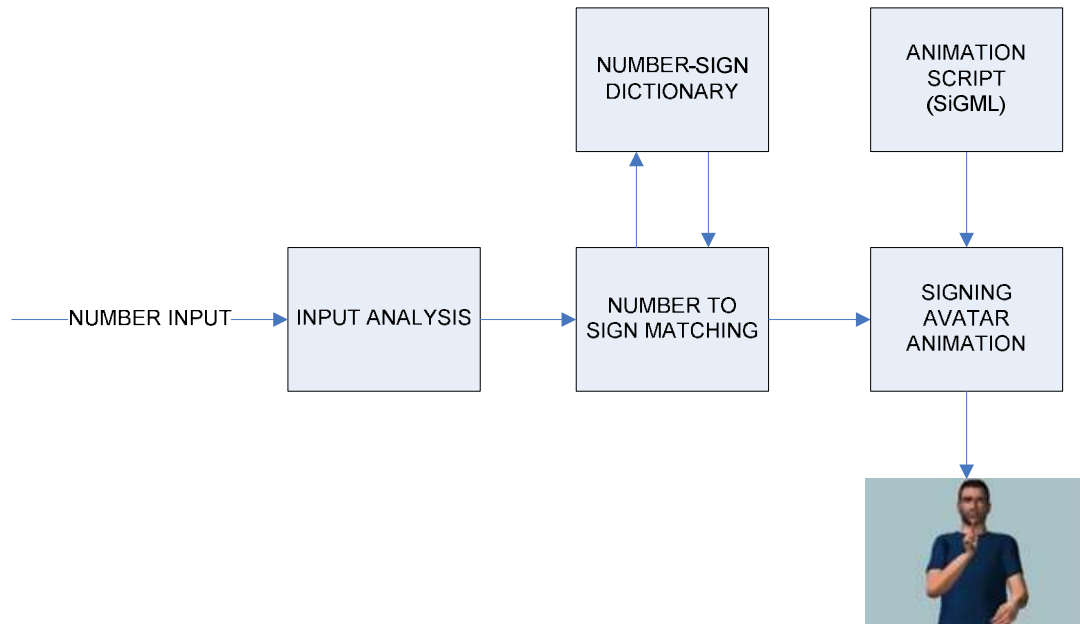 NUMBER-SIGN
DICTIONARY
ANIMATION
SCRIPT
(SiGML)
NUMBER INPUT
INPUT ANALYSIS
NUMBER TO
SIGN MATCHING
SIGNING
AVATAR
ANIMATION